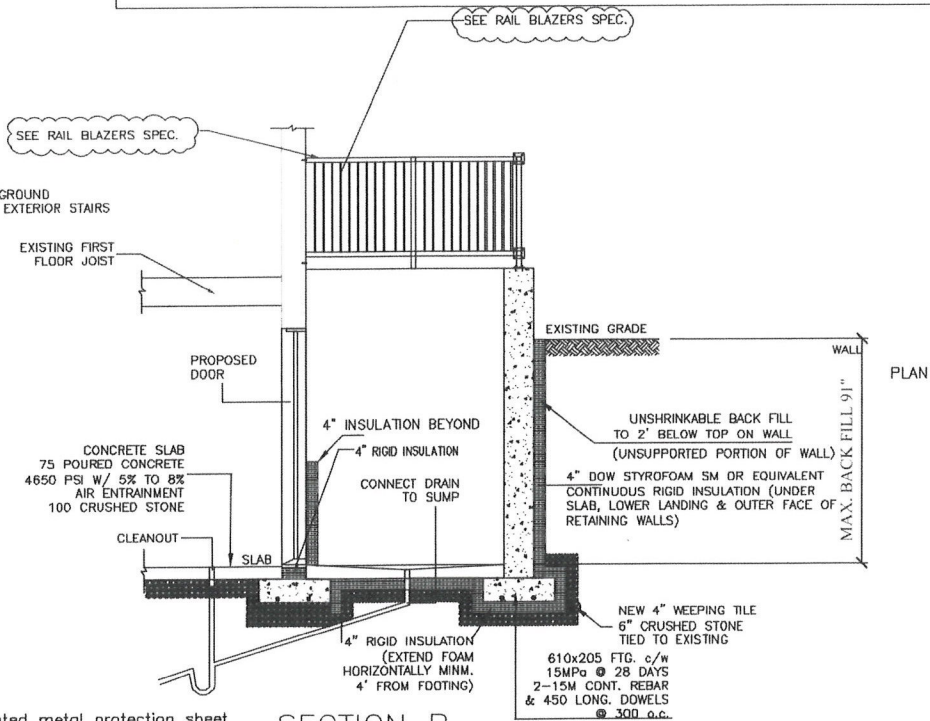 SEE RAIL BLAZERS SPEC.
SEE RAIL BLAZERS SPEC.
GROUND
EXTERIOR STAIRS
EXISTING FIRST
FLOOR JOIST
EXISTING GRADE
WALL
PROPOSED
DOOR
PLAN
MAX. BACK FILL 91"
UNSHRINKABLE BACK FILL
TO 2' BELOW TOP ON WALL
(UNSUPPORTED PORTION OF WALL)
4" INSULATION BEYOND
4" RIGID INSULATION
CONCRETE SLAB
75 POURED CONCRETE
4650 PSI W/ 5% TO 8%
AIR ENTRAINMENT
100 CRUSHED STONE
CONNECT DRAIN
TO SUMP
4" DOW STYROFOAM SM OR EQUIVALENT
CONTINUOUS RIGID INSULATION (UNDER
SLAB, LOWER LANDING & OUTER FACE OF
RETAINING WALLS)
CLEANOUT
SLAB
NEW 4" WEEPING TILE
6" CRUSHED STONE
TIED TO EXISTING
4" RIGID INSULATION
(EXTEND FOAM
HORIZONTALLY MINM.
4' FROM FOOTING)
610x205 FTG. c/w
15MPa @ 28 DAYS
2-15M CONT. REBAR
& 450 LONG. DOWELS
@ 300 o.c.
ated metal protection sheet